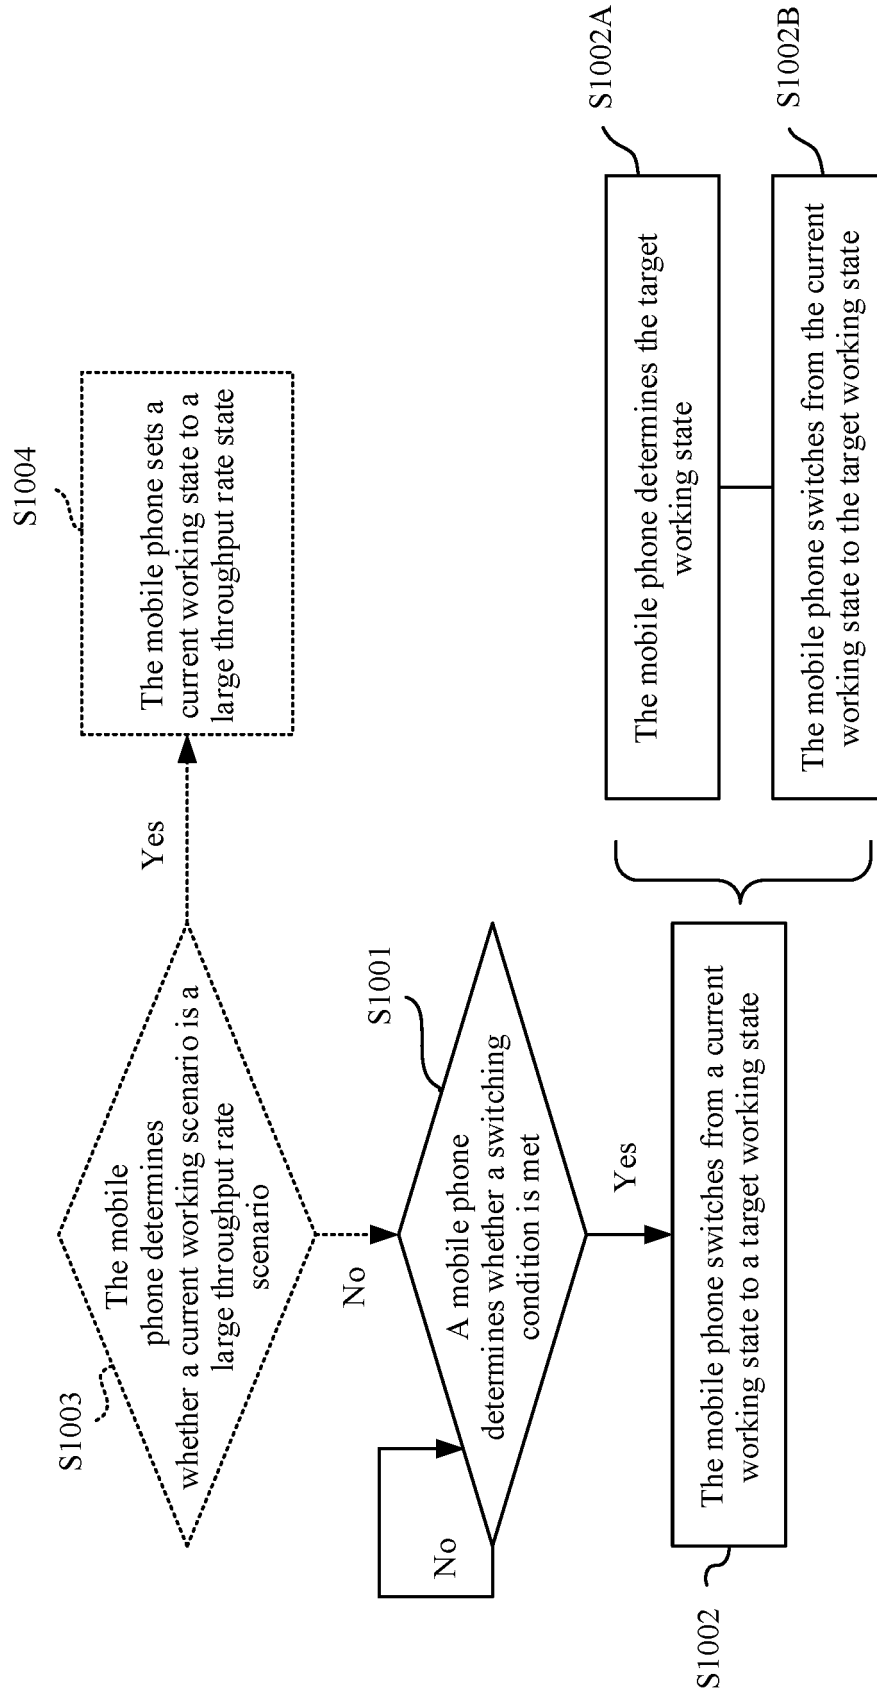 S1003
The mobile
phone determines
whether a current working scenario is a
large throughput rate
scenario
Yes
S1004
The mobile phone sets a
current working state to a
large throughput rate state
No
S1001
A mobile phone
determines whether a switching
condition is met
No
Yes
S1002
The mobile phone switches from a current
working state to a target working state
S1002A
The mobile phone determines the target
working state
S1002B
The mobile phone switches from the current
working state to the target working state